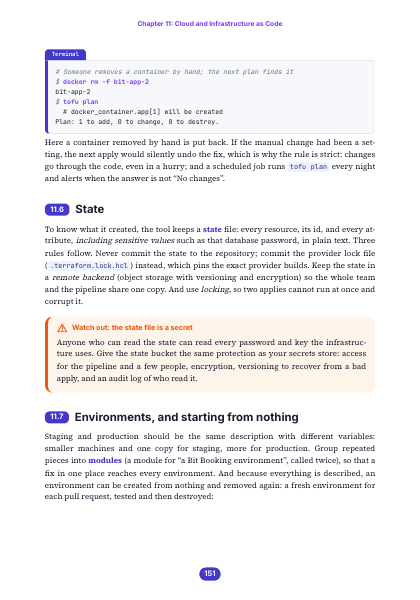 Chapter 11: Cloud and Infrastructure as Code
Terminal
# Someone removes a container by hand; the next plan finds it
$ docker rm -f bit-app-2
bit-app-2
$ tofu plan
# docker_container.app[1] will be created
Plan: 1 to add, 0 to change, 0 to destroy.
Here a container removed by hand is put back. If the manual change had been a set-
ting, the next apply would silently undo the fix, which is why the rule is strict: changes
go through the code, even in a hurry; and a scheduled job runs tofu plan every night
and alerts when the answer is not “No changes”.
11.6 State
To know what it created, the tool keeps a state file: every resource, its id, and every at-
tribute, including sensitive values such as that database password, in plain text. Three
rules follow. Never commit the state to the repository; commit the provider lock file
(.terraform.lock.hcl) instead, which pins the exact provider builds. Keep the state in
a remote backend (object storage with versioning and encryption) so the whole team
and the pipeline share one copy. And use locking, so two applies cannot run at once and
corrupt it.
Watch out: the state file is a secret
Anyone who can read the state can read every password and key the infrastruc-
ture uses. Give the state bucket the same protection as your secrets store: access
for the pipeline and a few people, encryption, versioning to recover from a bad
apply, and an audit log of who read it.
11.7 Environments, and starting from nothing
Staging and production should be the same description with different variables:
smaller machines and one copy for staging, more for production. Group repeated
pieces into modules (a module for “a Bit Booking environment”, called twice), so that a
fix in one place reaches every environment. And because everything is described, an
environment can be created from nothing and removed again: a fresh environment for
each pull request, tested and then destroyed:
151